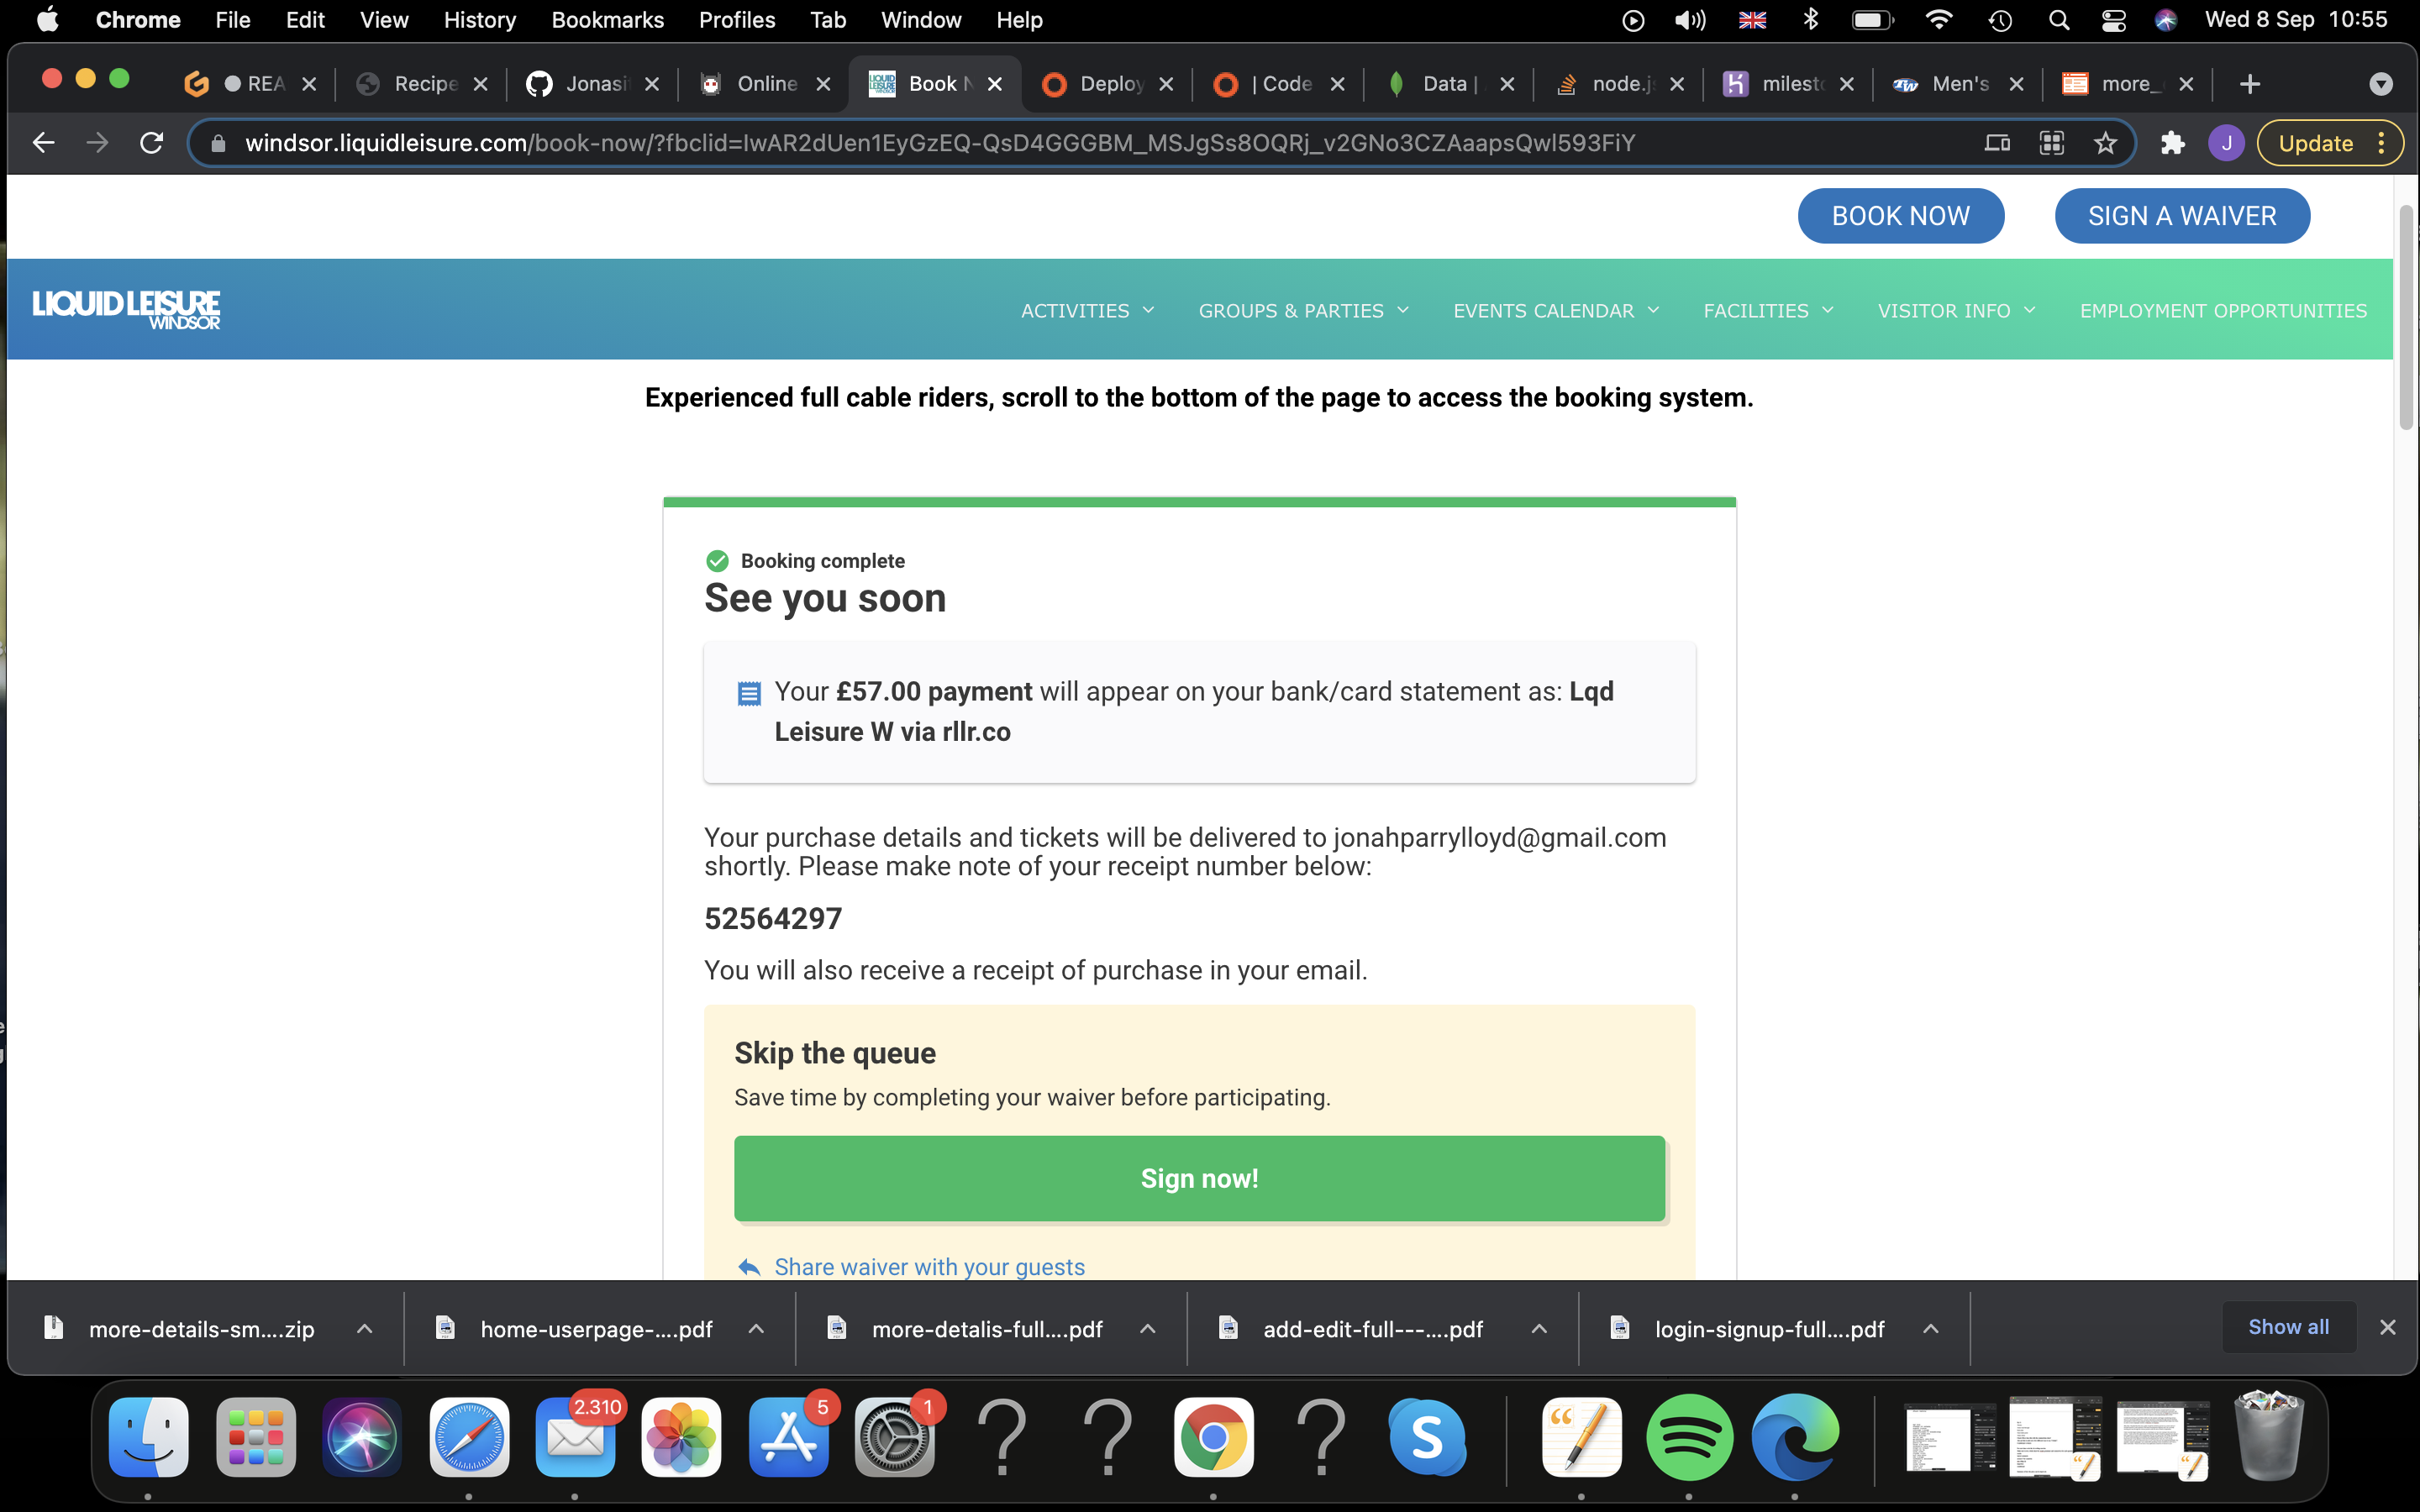 Chrome File Edit View History Bookmarks Profiles Tab Window Help Wed 8 Sep 10:55
REA Recipe Jonasi Online Book N Deploy | Code Data | node.js milesto Men's more_
windsor.liquidleisure.com/book-now/?fbclid=IwAR2dUen1EyGzEQ-QsD4GGGBM_MSJgSs8OQRj_v2GNo3CZAaapsQwl593FiY J Update
BOOK NOW SIGN A WAIVER
LIQUID LEISURE
WINDSOR
ACTIVITIES GROUPS & PARTIES EVENTS CALENDAR FACILITIES VISITOR INFO EMPLOYMENT OPPORTUNITIES
Experienced full cable riders, scroll to the bottom of the page to access the booking system.
Booking complete
See you soon
Your £57.00 payment will appear on your bank/card statement as: Lqd
Leisure W via rllr.co
Your purchase details and tickets will be delivered to jonahparrylloyd@gmail.com
shortly. Please make note of your receipt number below:
52564297
You will also receive a receipt of purchase in your email.
Skip the queue
Save time by completing your waiver before participating.
Sign now!
Share waiver with your guests
more-details-sm....zip home-userpage-....pdf more-detalis-full....pdf add-edit-full---....pdf login-signup-full....pdf Show all
2.310 5 1